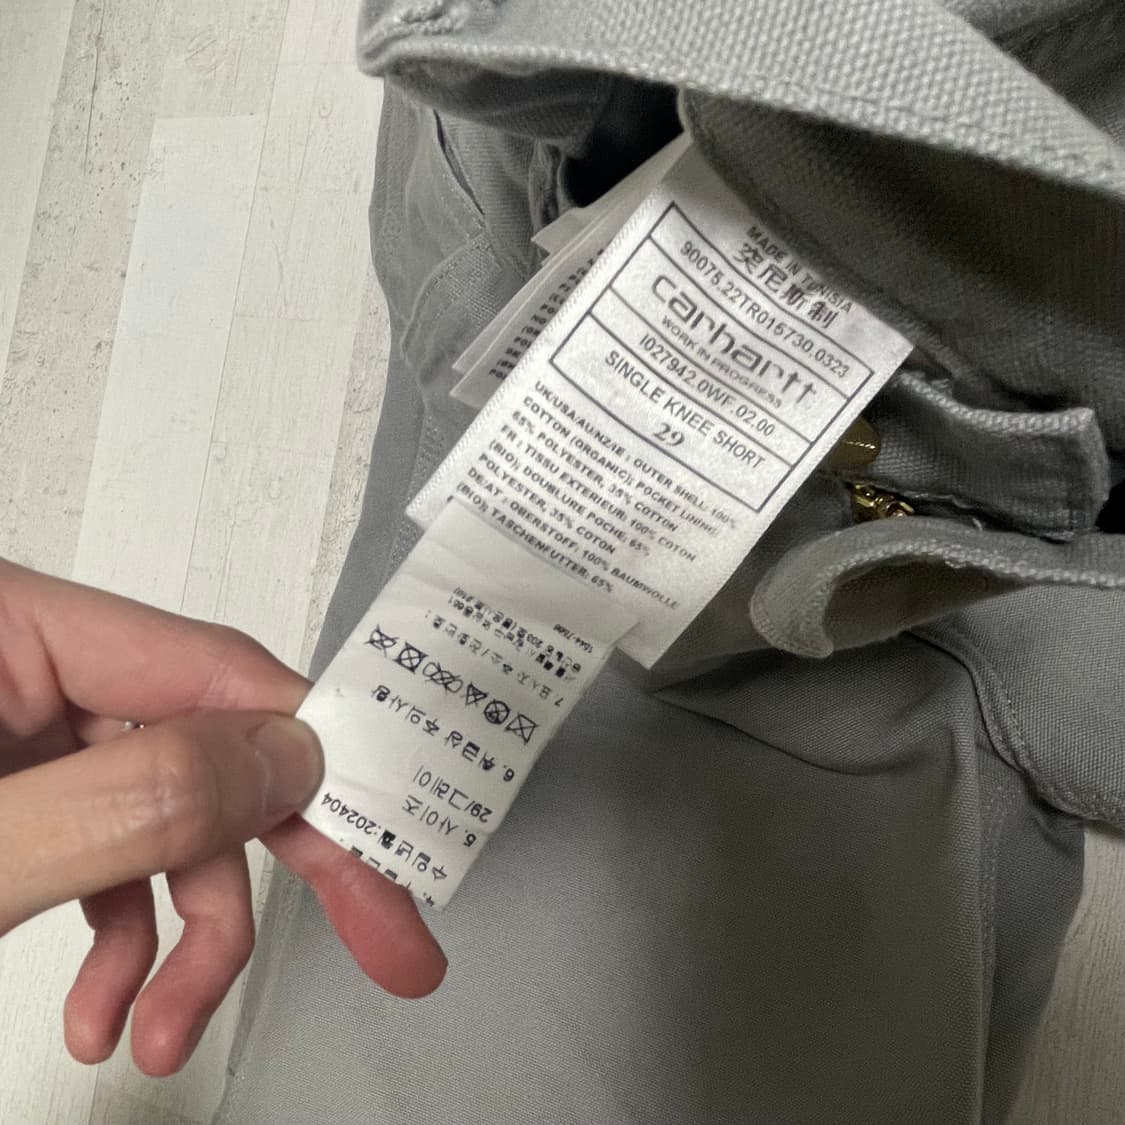 MADE IN TUNISIA
突尼斯制
90075.22TR015730.0323
carhartt
WORK IN PROGRESS
I027942.0WF.02.00
SINGLE KNEE SHORT
29
UK/USA/AU/NZ/IE : OUTER SHELL: 100%
COTTON (ORGANIC); POCKET LINING:
65% POLYESTER, 35% COTTON
FR : TISSU EXTERIEUR: 100% COTON
(BIO); DOUBLURE POCHE: 65%
POLYESTER, 35% COTON
DE/AT : OBERSTOFF: 100% BAUMWOLLE
(BIO); TASCHENFUTTER: 65%
수입년월:202404
5. 사이즈
29/그레이
6. 취급상 주의사항
1544-7500